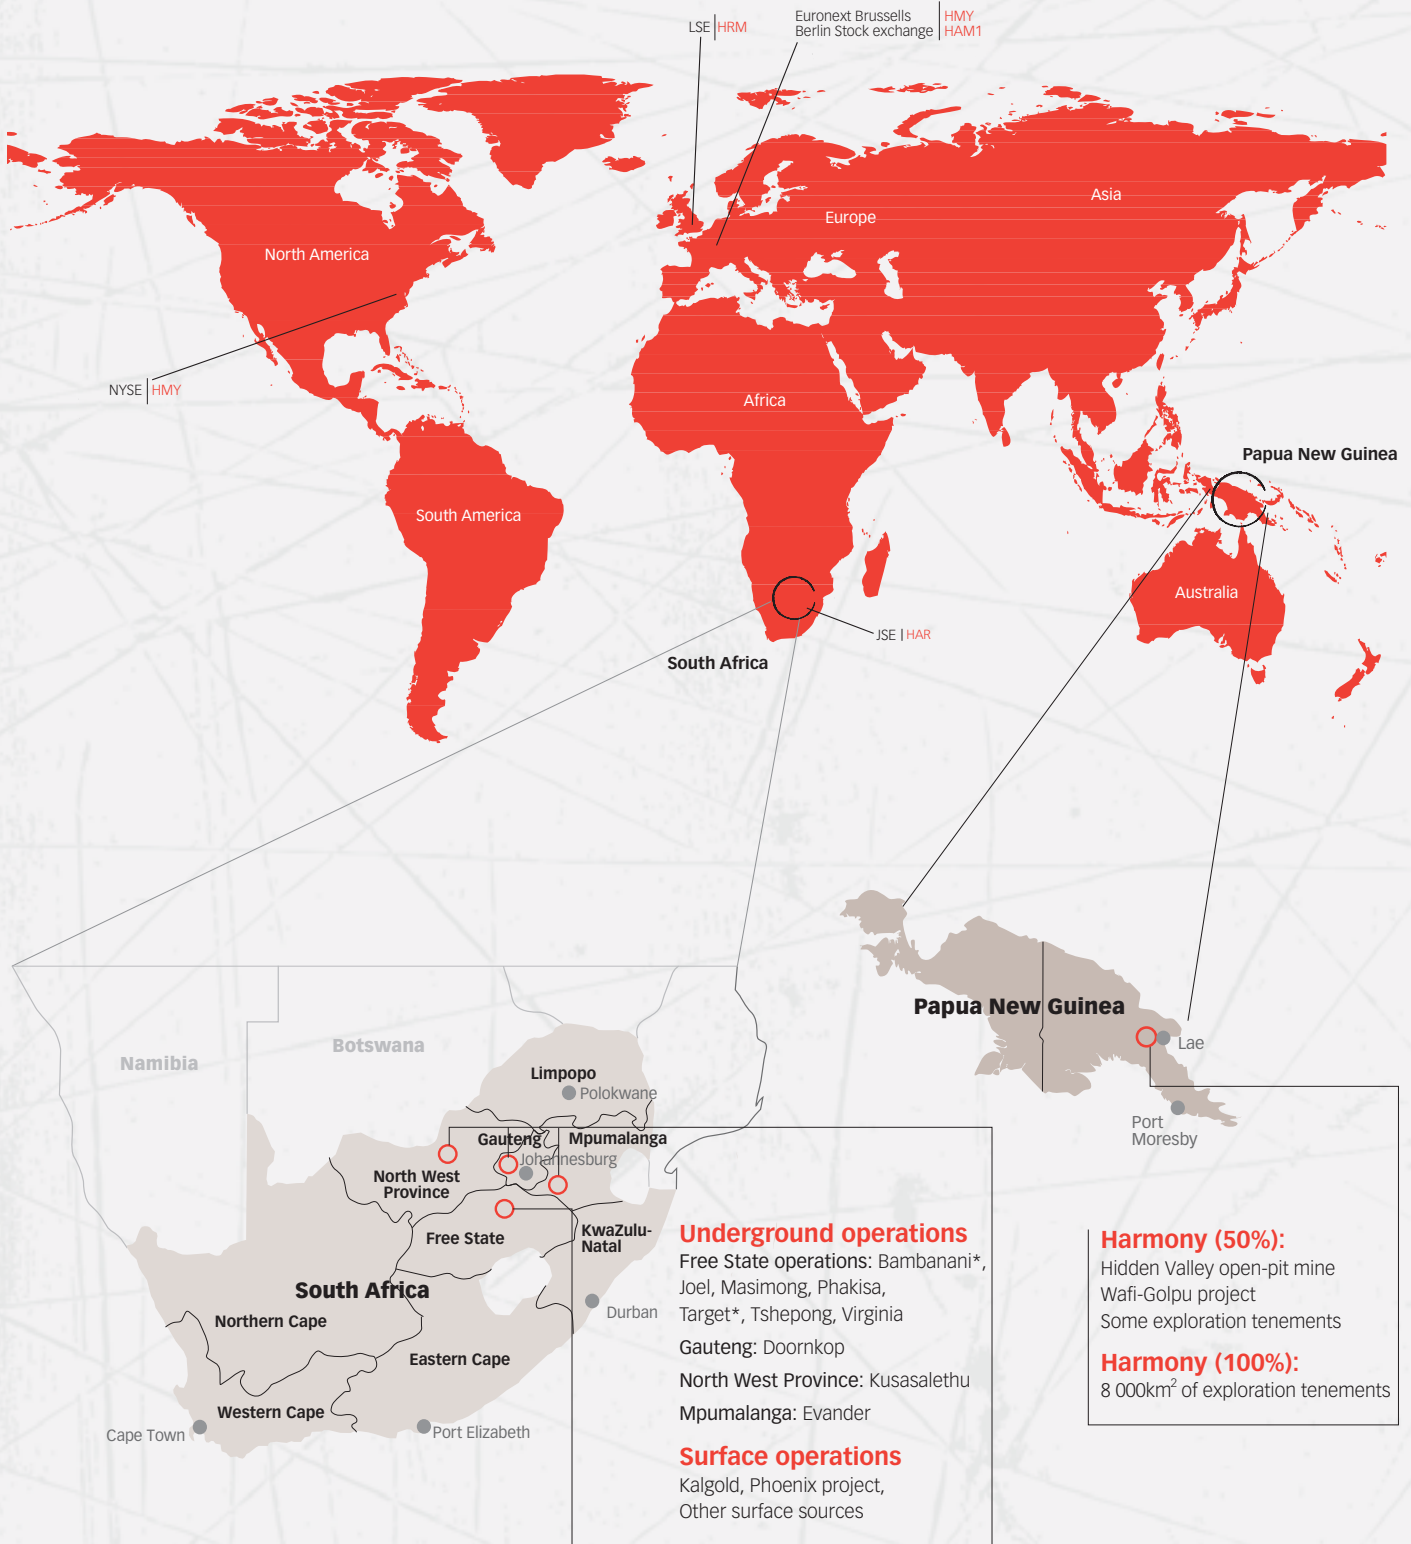 LSE | HRM
Euronext Brussells | HMY
Berlin Stock exchange | HAM1
Asia
Europe
North America
NYSE | HMY
Africa
Papua New Guinea
South America
Australia
JSE | HAR
South Africa
Papua New Guinea
Lae
Port
Moresby
Namibia
Botswana
Limpopo
Polokwane
Gauteng
Mpumalanga
Johannesburg
North West
Province
Free State
KwaZulu-
Natal
South Africa
Durban
Northern Cape
Eastern Cape
Western Cape
Cape Town
Port Elizabeth
Underground operations
Free State operations: Bambanani*,
Joel, Masimong, Phakisa,
Target*, Tshepong, Virginia
Gauteng: Doornkop
North West Province: Kusasalethu
Mpumalanga: Evander
Surface operations
Kalgold, Phoenix project,
Other surface sources
Harmony (50%):
Hidden Valley open-pit mine
Wafi-Golpu project
Some exploration tenements
Harmony (100%):
8 000km² of exploration tenements